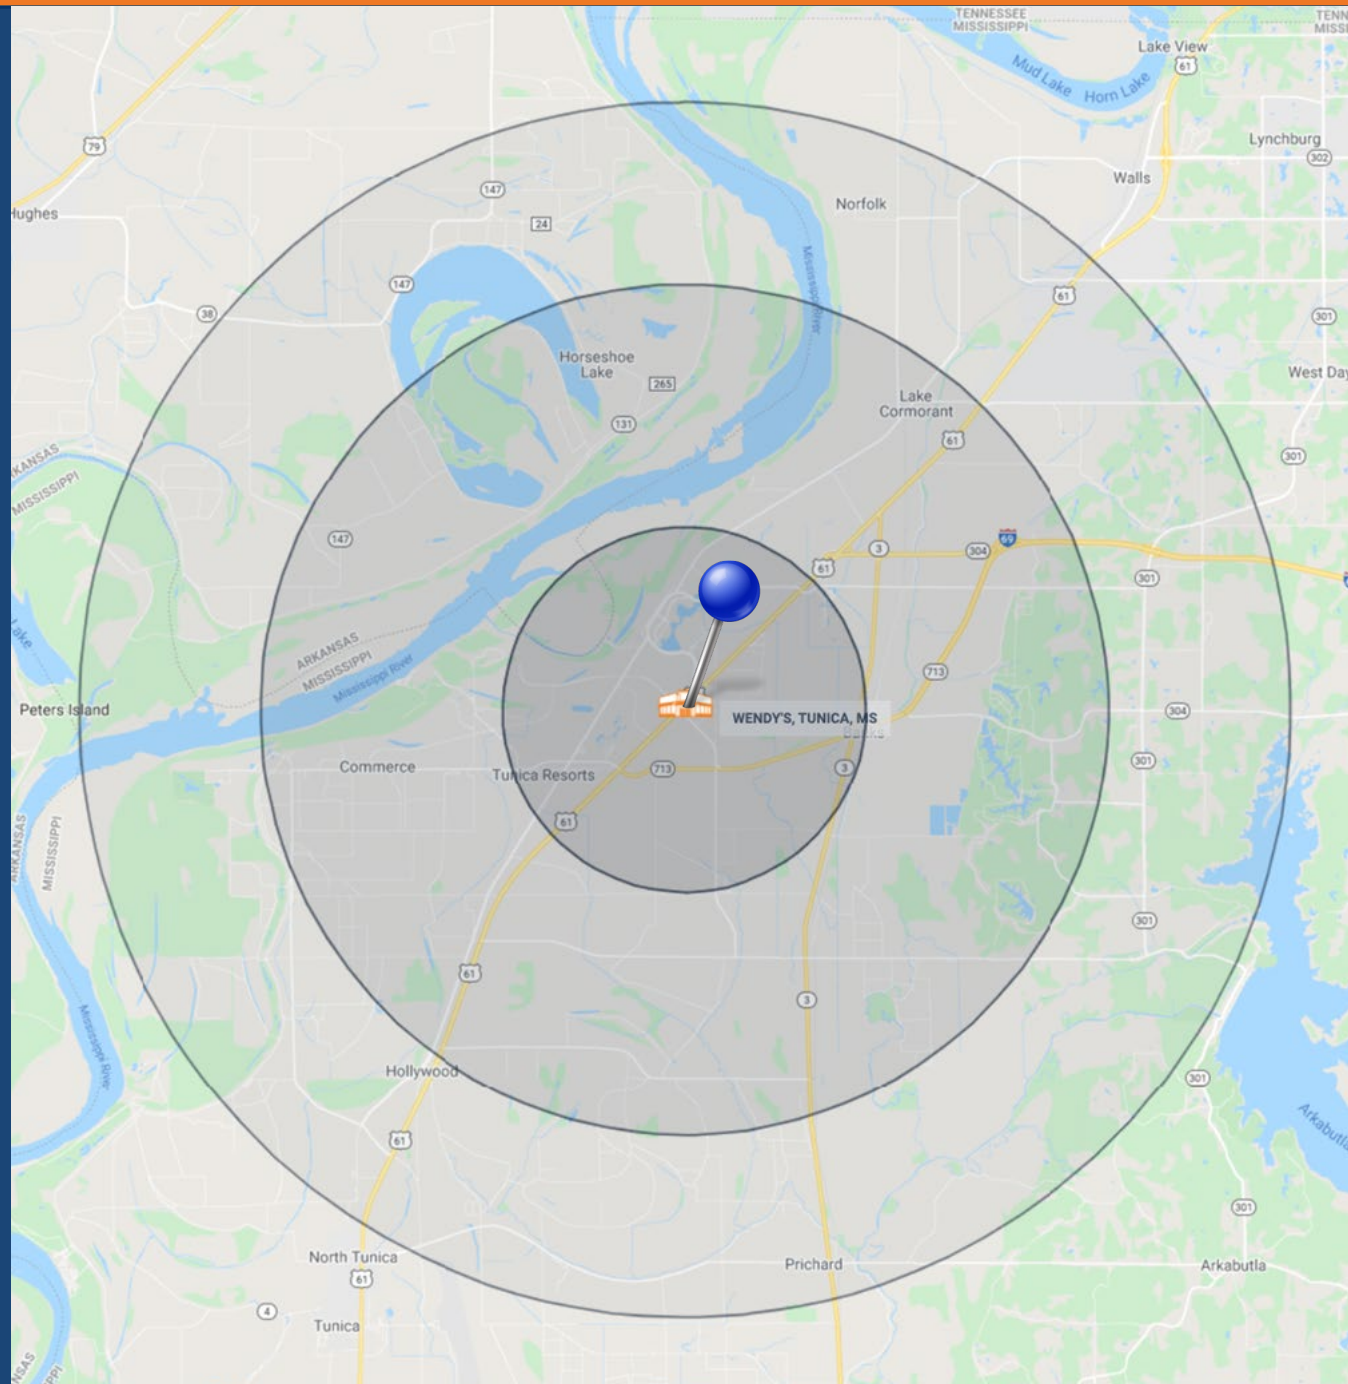 TENNESSEE
MISSISSIPPI
Lake View
61
Mud Lake
Horn Lake
79
Lynchburg
302
147
Walls
Hughes
24
Norfolk
147
38
Mississippi River
61
301
Horseshoe
Lake
265
West Day
Lake
Cormorant
131
61
301
MISSISSIPPI
147
3
304
69
61
301
ARKANSAS
MISSISSIPPI
Mississippi River
713
Lake
Peters Island
304
WENDY'S, TUNICA, MS
Banks
Commerce
Tunica Resorts
713
3
301
61
ARKANSAS
MISSISSIPPI
301
61
3
Mississippi River
Hollywood
301
61
301
North Tunica
61
Prichard
Arkabutla
4
Tunica